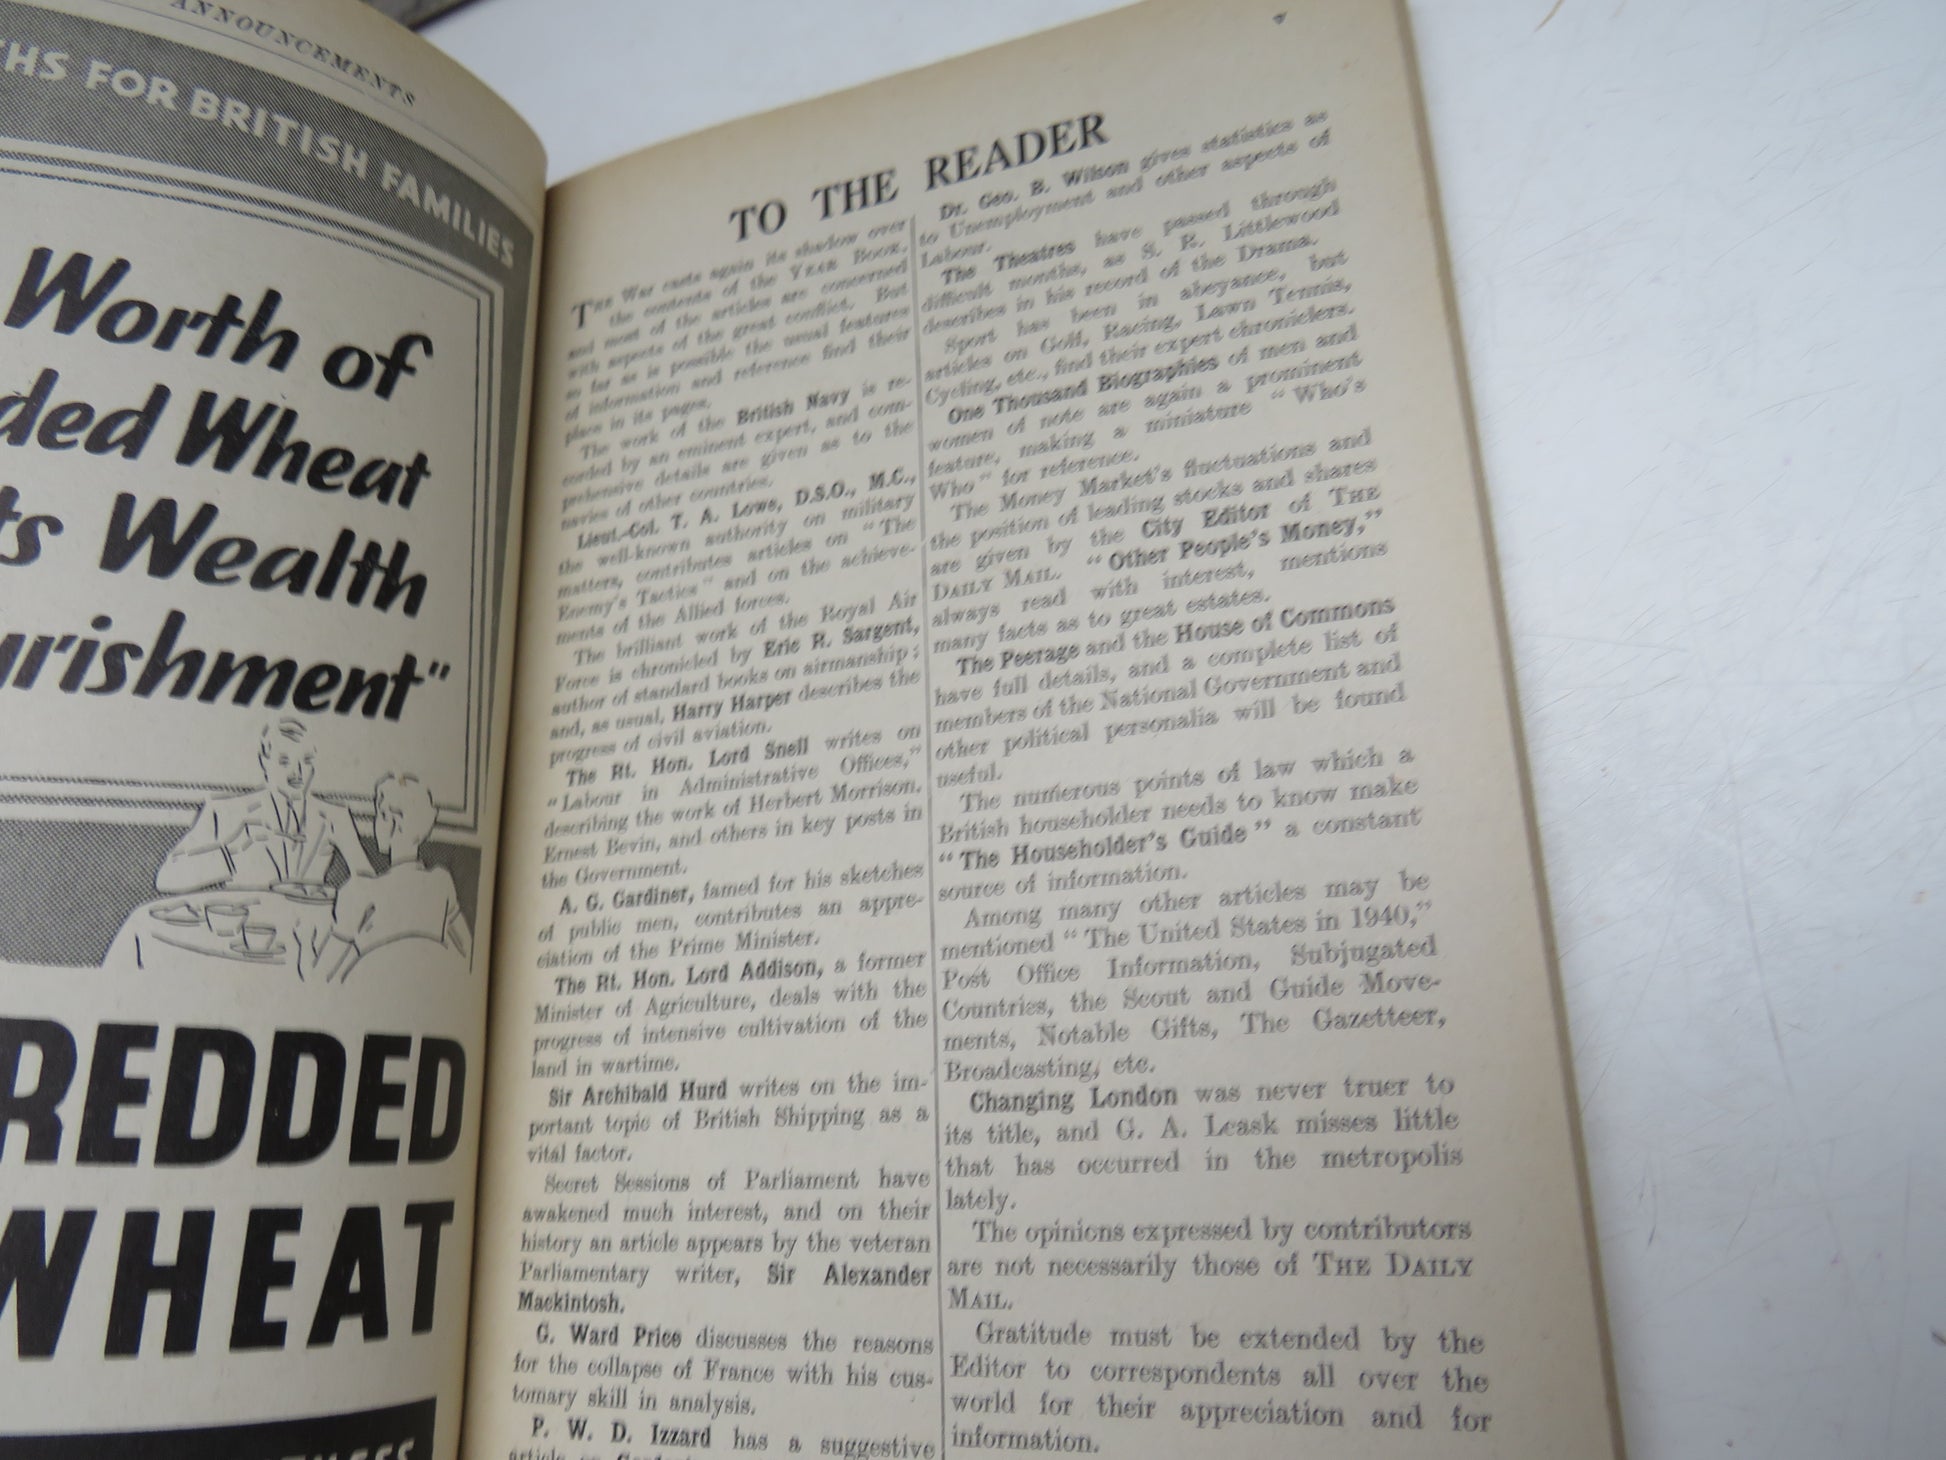 ANNOUNCEMENTS
THS FOR BRITISH FAMILIES
Worth of
ded Wheat
ts Wealth
urishment"
REDDED
WHEAT
v
TO THE READER
THE War casts again its shadow over
the contents of the YEAR BOOK,
and most of the articles are concerned
with aspects of the great conflict. But
so far as is possible the usual features
of information and reference find their
place in its pages.
The work of the British Navy is re-
corded by an eminent expert, and com-
prehensive details are given as to the
navies of other countries.
Lieut.-Col. T. A. Lowe, D.S.O., M.C.,
the well-known authority on military
matters, contributes articles on "The
Enemy's Tactics" and on the achieve-
ments of the Allied forces.
The brilliant work of the Royal Air
Force is chronicled by Eric R. Sargent,
author of standard books on airmanship;
and, as usual, Harry Harper describes the
progress of civil aviation.
The Rt. Hon. Lord Snell writes on
"Labour in Administrative Offices,"
describing the work of Herbert Morrison,
Ernest Bevin, and others in key posts in
the Government.
A. G. Gardiner, famed for his sketches
of public men, contributes an appre-
ciation of the Prime Minister.
The Rt. Hon. Lord Addison, a former
Minister of Agriculture, deals with the
progress of intensive cultivation of the
land in wartime.
Sir Archibald Hurd writes on the im-
portant topic of British Shipping as a
vital factor.
Secret Sessions of Parliament have
awakened much interest, and on their
history an article appears by the veteran
Parliamentary writer, Sir Alexander
Mackintosh.
G. Ward Price discusses the reasons
for the collapse of France with his cus-
tomary skill in analysis.
P. W. D. Izzard has a suggestive
article on
Dr. Geo. B. Wilson gives statistics as
to Unemployment and other aspects of
Labour.
The Theatres have passed through
difficult months, as S. R. Littlewood
describes in his record of the Drama.
Sport has been in abeyance, but
articles on Golf, Racing, Lawn Tennis,
Cycling, etc., find their expert chroniclers.
One Thousand Biographies of men and
women of note are again a prominent
feature, making a miniature "Who's
Who" for reference.
The Money Market's fluctuations and
the position of leading stocks and shares
are given by the City Editor of THE
DAILY MAIL. "Other People's Money,"
always read with interest, mentions
many facts as to great estates.
The Peerage and the House of Commons
have full details, and a complete list of
members of the National Government and
other political personalia will be found
useful.
The numerous points of law which a
British householder needs to know make
"The Householder's Guide" a constant
source of information.
Among many other articles may be
mentioned "The United States in 1940,"
Post Office Information, Subjugated
Countries, the Scout and Guide Move-
ments, Notable Gifts, The Gazetteer,
Broadcasting, etc.
Changing London was never truer to
its title, and G. A. Leask misses little
that has occurred in the metropolis
lately.
The opinions expressed by contributors
are not necessarily those of THE DAILY
MAIL.
Gratitude must be extended by the
Editor to correspondents all over the
world for their appreciation and for
information.